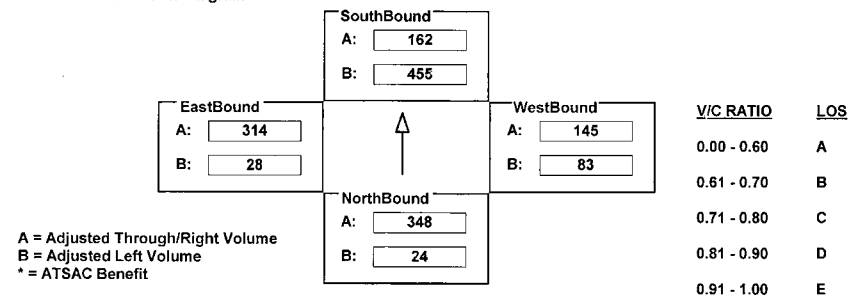 SouthBound
A: 162
B: 455
EastBound
A: 314
B: 28
WestBound
A: 145
B: 83
NorthBound
A: 348
B: 24
A = Adjusted Through/Right Volume
B = Adjusted Left Volume
* = ATSAC Benefit
V/C RATIO LOS
0.00 - 0.60 A
0.61 - 0.70 B
0.71 - 0.80 C
0.81 - 0.90 D
0.91 - 1.00 E